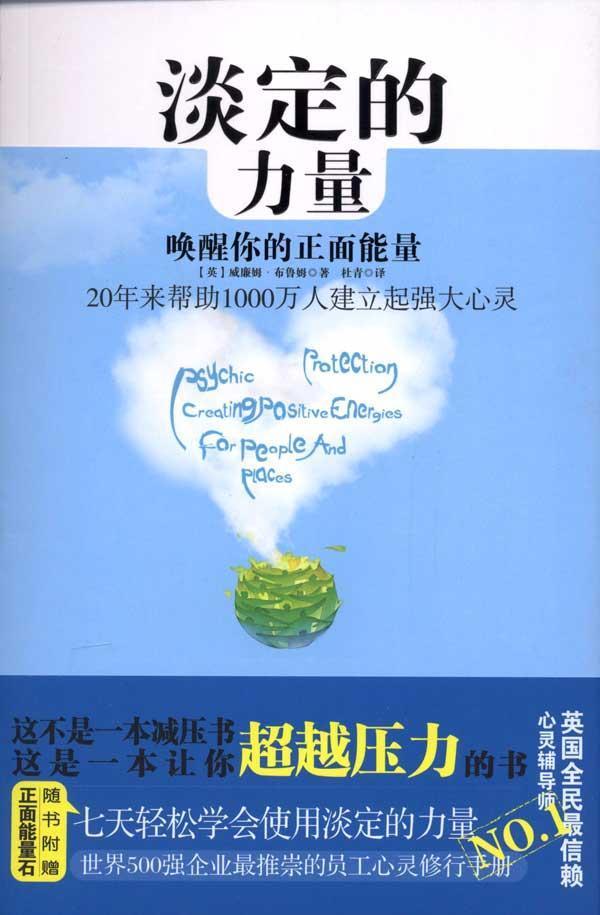 淡定的
力量
唤醒你的正面能量
【英】威廉姆·布鲁姆◎著 杜青◎译
20年来帮助1000万人建立起强大心灵
Psychic Protection
Creating Positive Energies
For People And
Places
这不是一本减压书
这是一本让你超越压力的书
英国全民最信赖
心灵辅导师
NO.1
随书附赠
正面能量石
七天轻松学会使用淡定的力量
世界500强企业最推崇的员工心灵修行手册